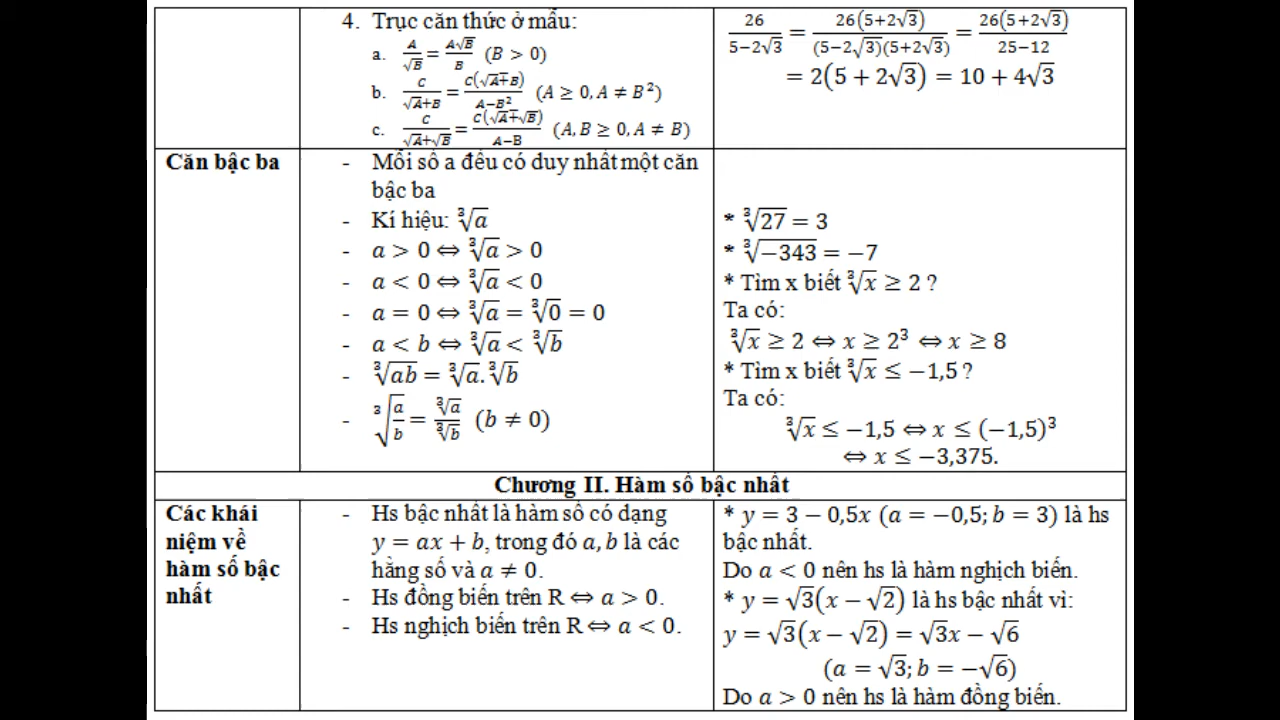 4. Trục căn thức ở mẫu:
a. A/√B = A√B/B (B > 0)
b. C/(√A+B) = C(√A∓B)/(A−B²) (A ≥ 0, A ≠ B²)
c. C/(√A+√B) = C(√A∓√B)/(A−B) (A, B ≥ 0, A ≠ B)
26/(5−2√3) = 26(5+2√3)/((5−2√3)(5+2√3)) = 26(5+2√3)/(25−12)
= 2(5 + 2√3) = 10 + 4√3
Căn bậc ba
- Mỗi số a đều có duy nhất một căn
bậc ba
- Kí hiệu: ∛a
- a > 0 ⇔ ∛a > 0
- a < 0 ⇔ ∛a < 0
- a = 0 ⇔ ∛a = ∛0 = 0
- a < b ⇔ ∛a < ∛b
- ∛(ab) = ∛a.∛b
- ∛(a/b) = ∛a/∛b (b ≠ 0)
* ∛27 = 3
* ∛(−343) = −7
* Tìm x biết ∛x ≥ 2 ?
Ta có:
∛x ≥ 2 ⇔ x ≥ 2³ ⇔ x ≥ 8
* Tìm x biết ∛x ≤ −1,5 ?
Ta có:
∛x ≤ −1,5 ⇔ x ≤ (−1,5)³
⇔ x ≤ −3,375.
Chương II. Hàm số bậc nhất
Các khái
niệm về
hàm số bậc
nhất
- Hs bậc nhất là hàm số có dạng
y = ax + b, trong đó a, b là các
hằng số và a ≠ 0.
- Hs đồng biến trên R ⇔ a > 0.
- Hs nghịch biến trên R ⇔ a < 0.
* y = 3 − 0,5x (a = −0,5; b = 3) là hs
bậc nhất.
Do a < 0 nên hs là hàm nghịch biến.
* y = √3(x − √2) là hs bậc nhất vì:
y = √3(x − √2) = √3x − √6
(a = √3; b = −√6)
Do a > 0 nên hs là hàm đồng biến.